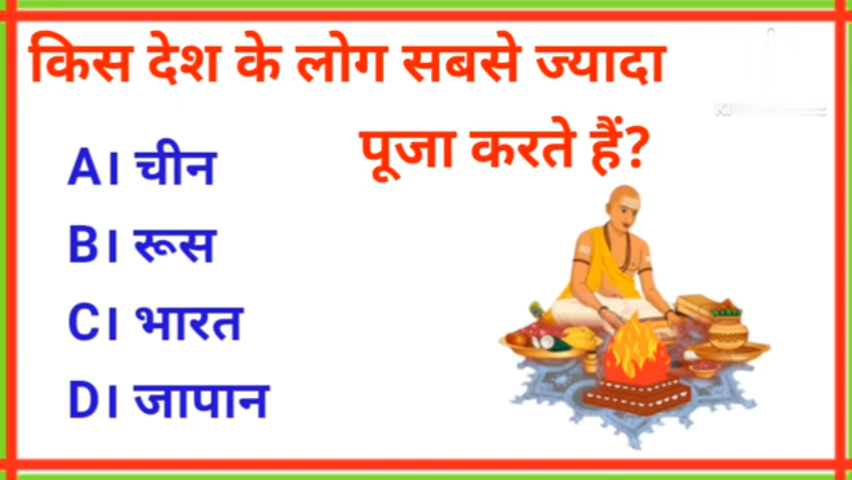 किस देश के लोग सबसे ज्यादा
पूजा करते हैं?
A। चीन
B। रूस
C। भारत
D। जापान